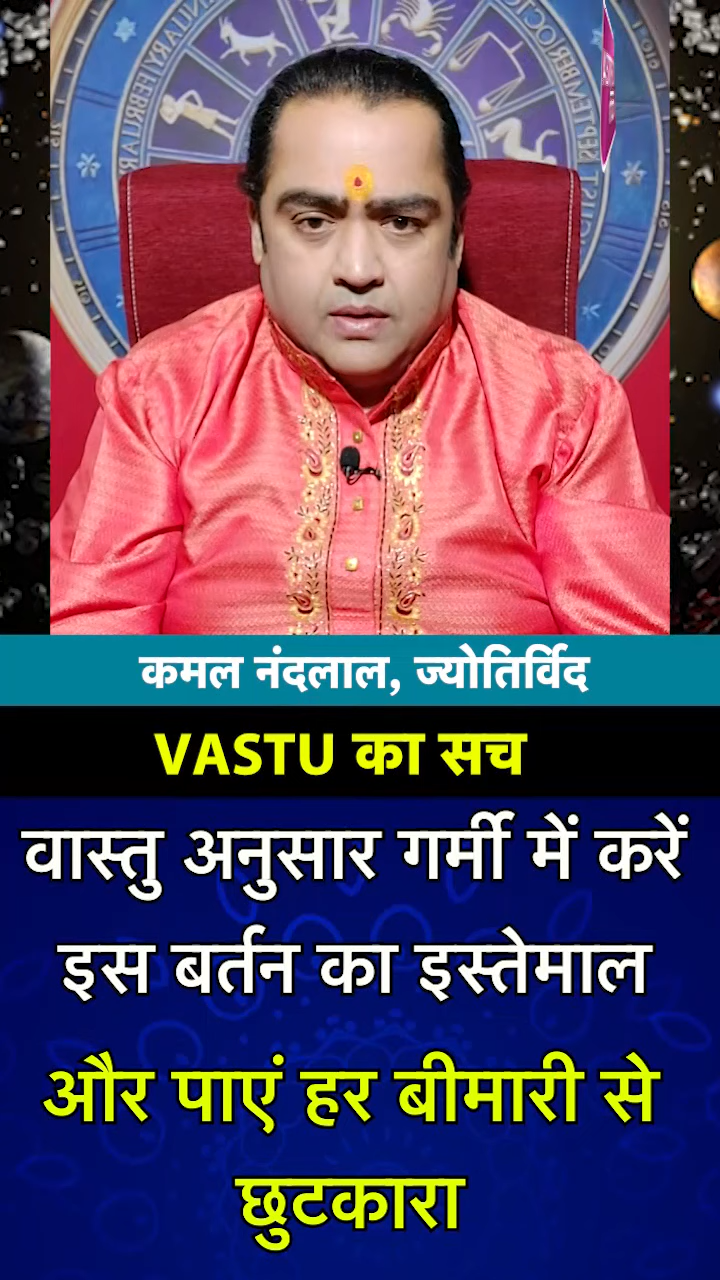 कमल नंदलाल, ज्योतिर्विद
VASTU का सच
वास्तु अनुसार गर्मी में करें
इस बर्तन का इस्तेमाल
और पाएं हर बीमारी से
छुटकारा